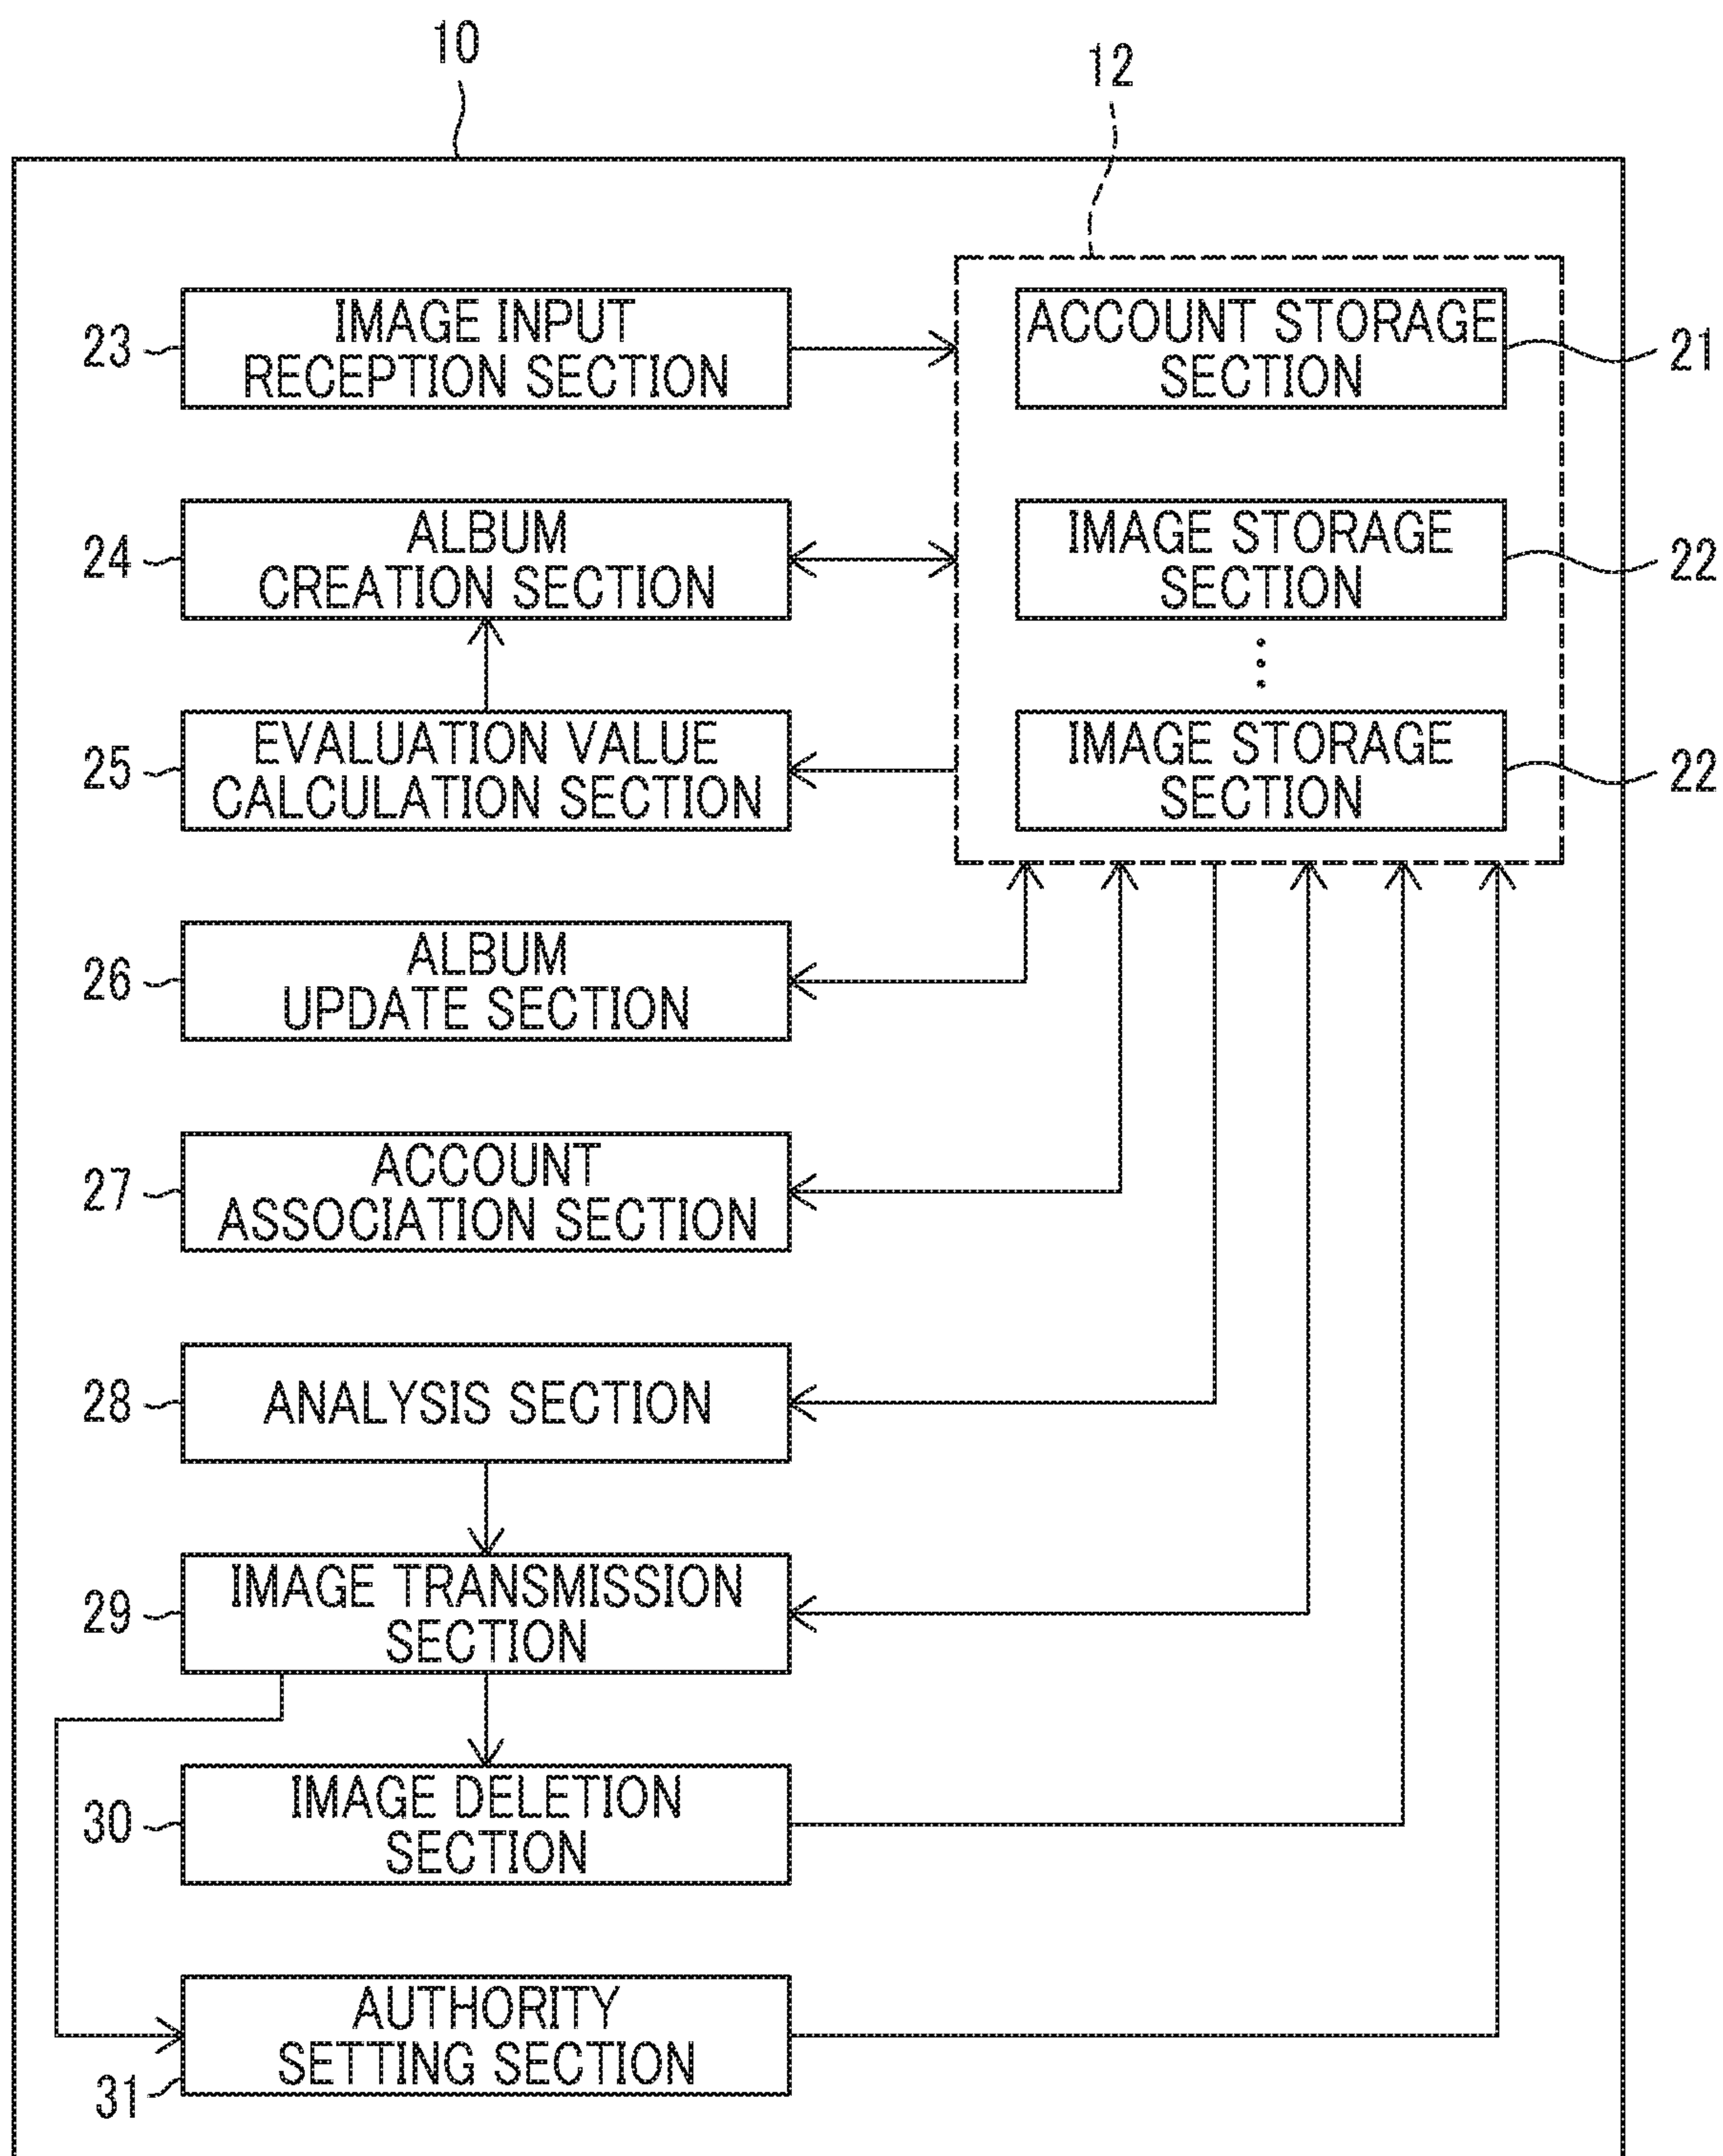 10
12
23
IMAGE INPUT
RECEPTION SECTION
ACCOUNT STORAGE
SECTION
21
24
ALBUM
CREATION SECTION
IMAGE STORAGE
SECTION
22
25
EVALUATION VALUE
CALCULATION SECTION
IMAGE STORAGE
SECTION
22
26
ALBUM
UPDATE SECTION
27
ACCOUNT
ASSOCIATION SECTION
28
ANALYSIS SECTION
29
IMAGE TRANSMISSION
SECTION
30
IMAGE DELETION
SECTION
31
AUTHORITY
SETTING SECTION